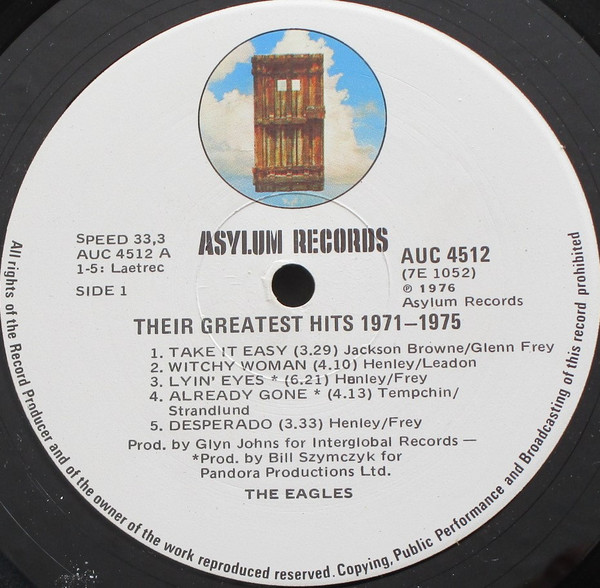 SPEED 33,3
AUC 4512 A
1-5: Laetrec
SIDE 1
ASYLUM RECORDS
AUC 4512
(7E 1052)
℗ 1976
Asylum Records
THEIR GREATEST HITS 1971—1975
1. TAKE IT EASY (3.29) Jackson Browne/Glenn Frey
2. WITCHY WOMAN (4.10) Henley/Leadon
3. LYIN' EYES * (6.21) Henley/Frey
4. ALREADY GONE * (4.13) Tempchin/
Strandlund
5. DESPERADO (3.33) Henley/Frey
Prod. by Glyn Johns for Interglobal Records —
*Prod. by Bill Szymczyk for
Pandora Productions Ltd.
THE EAGLES
All rights of the Record Producer and of the owner of the work reproduced reserved. Copying, Public Performance and Broadcasting of this record prohibited